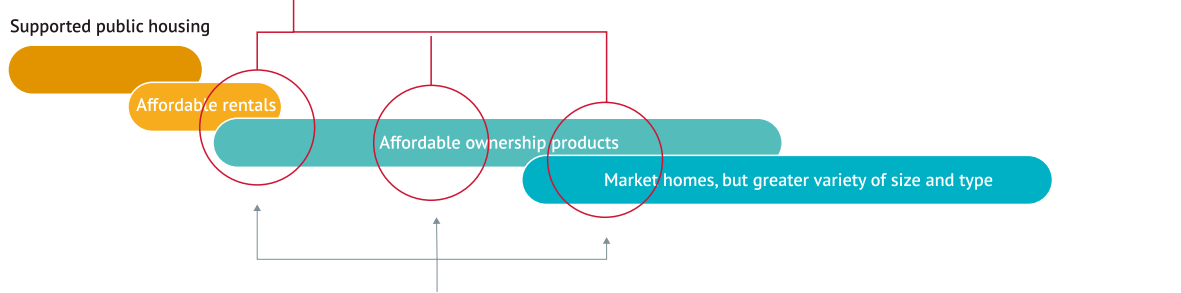 Supported public housing
Affordable rentals
Affordable ownership products
Market homes, but greater variety of size and type